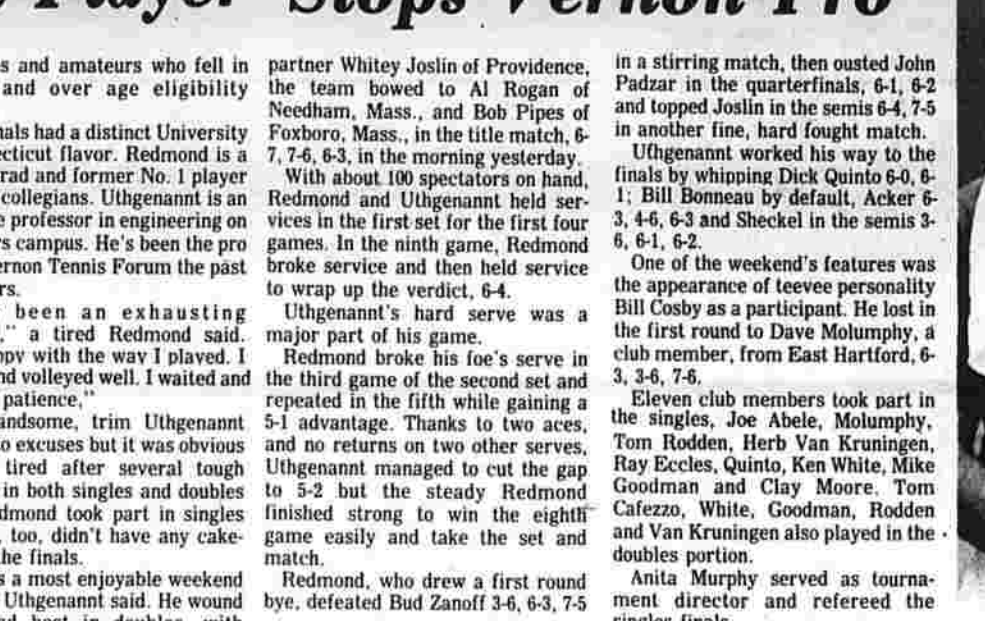 Player Stops Vernon Pro
s and amateurs who fell in
and over age eligibility
nals had a distinct University
ecticut flavor. Redmond is a
rad and former No. 1 player
collegians. Uthgenannt is an
e professor in engineering on
s campus. He's been the pro
ernon Tennis Forum the past
rs.
been an exhausting
," a tired Redmond said.
ppy with the way I played. I
nd volleyed well. I waited and
patience,"
andsome, trim Uthgenannt
o excuses but it was obvious
tired after several tough
in both singles and doubles
dmond took part in singles
, too, didn't have any cake-
he finals.
s a most enjoyable weekend
Uthgenannt said. He wound
in doubles, with
partner Whitey Joslin of Providence,
the team bowed to Al Rogan of
Needham, Mass., and Bob Pipes of
Foxboro, Mass., in the title match, 6-
7, 7-6, 6-3, in the morning yesterday.
With about 100 spectators on hand,
Redmond and Uthgenannt held ser-
vices in the first set for the first four
games. In the ninth game, Redmond
broke service and then held service
to wrap up the verdict, 6-4.
Uthgenannt's hard serve was a
major part of his game.
Redmond broke his foe's serve in
the third game of the second set and
repeated in the fifth while gaining a
5-1 advantage. Thanks to two aces,
and no returns on two other serves,
Uthgenannt managed to cut the gap
to 5-2 but the steady Redmond
finished strong to win the eighth
game easily and take the set and
match.
Redmond, who drew a first round
bye, defeated Bud Zanoff 3-6, 6-3, 7-5
in a stirring match, then ousted John
Padzar in the quarterfinals, 6-1, 6-2
and topped Joslin in the semis 6-4, 7-5
in another fine, hard fought match.
Uthgenannt worked his way to the
finals by whipping Dick Quinto 6-0, 6-
1; Bill Bonneau by default, Acker 6-
3, 4-6, 6-3 and Sheckel in the semis 3-
6, 6-1, 6-2.
One of the weekend's features was
the appearance of teevee personality
Bill Cosby as a participant. He lost in
the first round to Dave Molumphy, a
club member, from East Hartford, 6-
3, 3-6, 7-6.
Eleven club members took part in
the singles, Joe Abele, Molumphy,
Tom Rodden, Herb Van Kruningen,
Ray Eccles, Quinto, Ken White, Mike
Goodman and Clay Moore. Tom
Cafezzo, White, Goodman, Rodden
and Van Kruningen also played in the
doubles portion.
Anita Murphy served as tourna-
ment director and refereed the
singles finals.